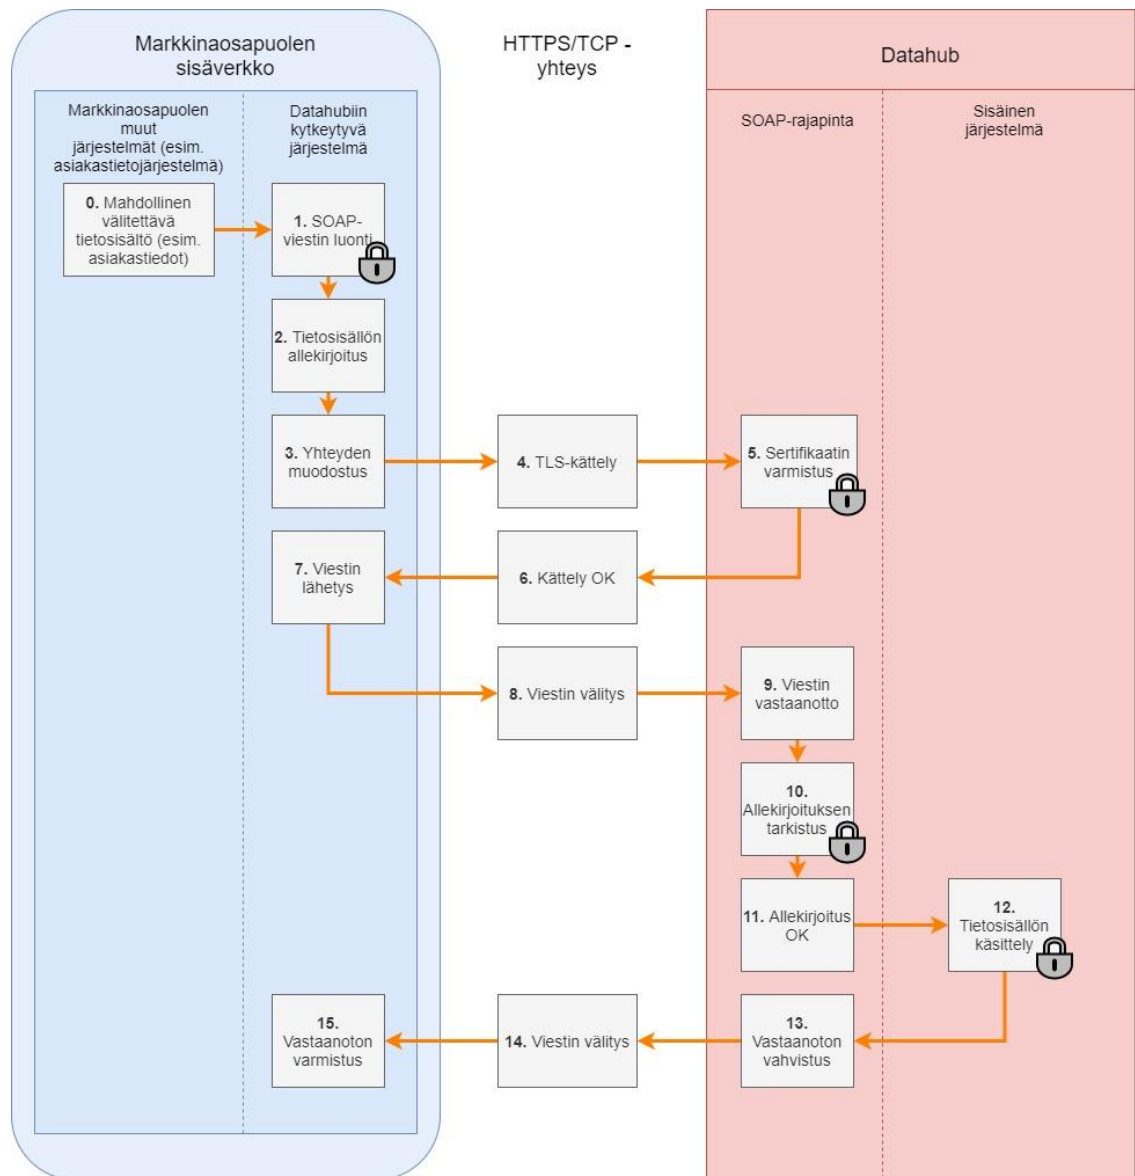 Markkinaosapuolen
sisäverkko
HTTPS/TCP -
yhteys
Datahub
Markkinaosapuolen
muut
järjestelmät (esim.
asiakastietojärjestelmä)
Datahubiin
kytkeytyvä
järjestelmä
SOAP-rajapinta
Sisäinen
järjestelmä
0. Mahdollinen
välitettävä
tietosisältö (esim.
asiakastiedot)
1. SOAP-
viestin luonti
2. Tietosisällön
allekirjoitus
3. Yhteyden
muodostus
4. TLS-kättely
5. Sertifikaatin
varmistus
6. Kättely OK
7. Viestin
lähetys
8. Viestin välitys
9. Viestin
vastaanotto
10.
Allekirjoituksen
tarkistus
11. Allekirjoitus
OK
12.
Tietosisällön
käsittely
13.
Vastaanoton
vahvistus
14. Viestin välitys
15.
Vastaanoton
varmistus